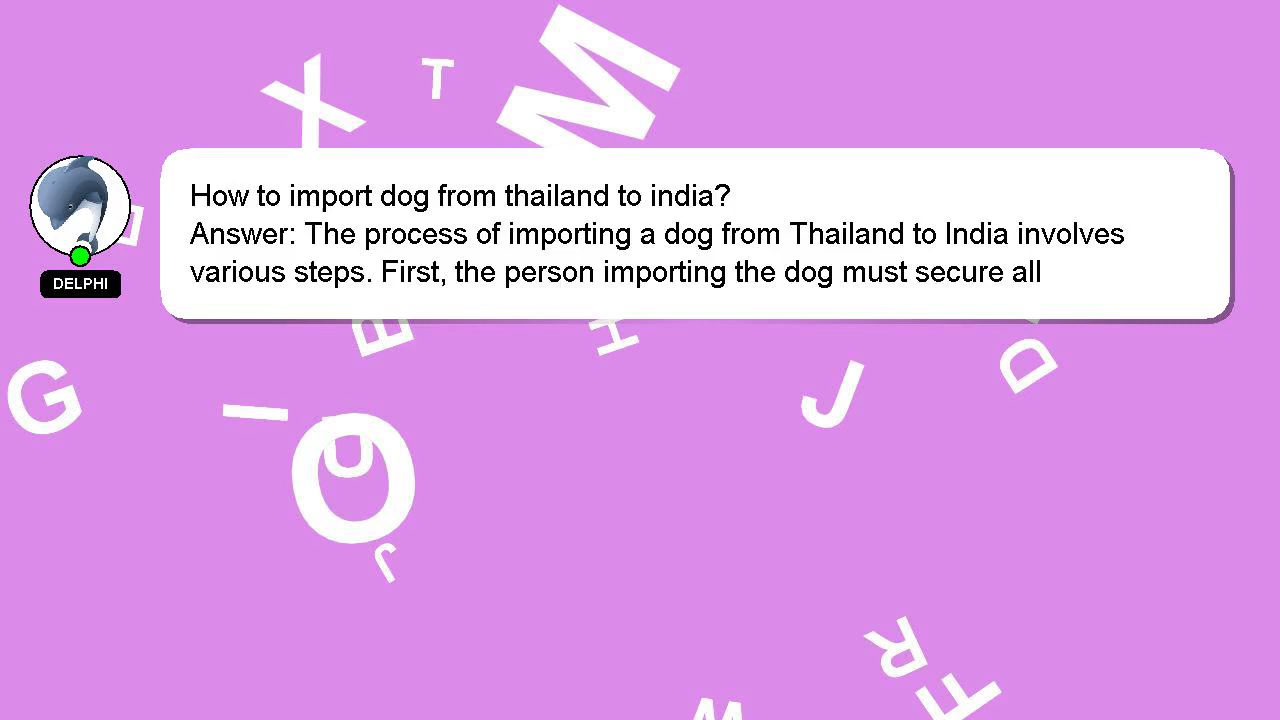 X
T
M
How to import dog from thailand to india?
Answer: The process of importing a dog from Thailand to India involves
various steps. First, the person importing the dog must secure all
DELPHI
E
H
G
I
J
D
O
U
J
R
F
W